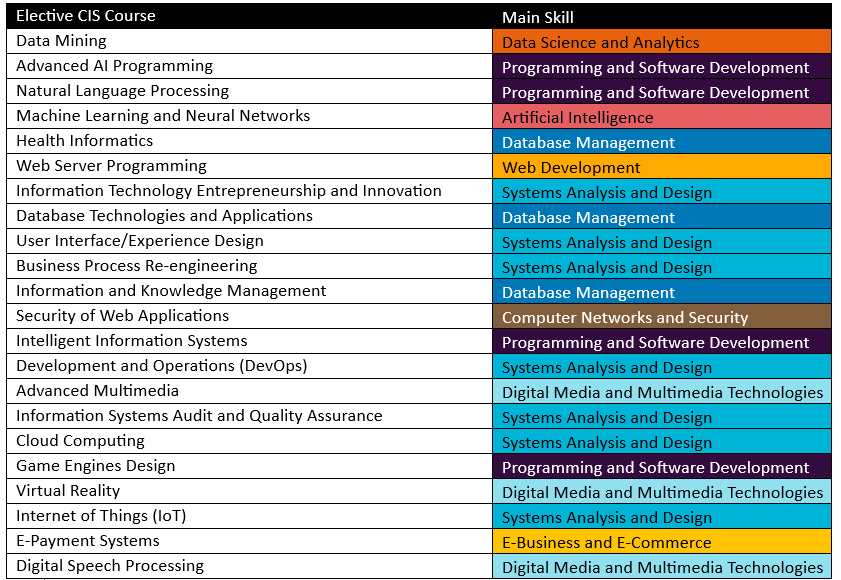 Elective CIS Course Main Skill
Data Mining Data Science and Analytics
Advanced AI Programming Programming and Software Development
Natural Language Processing Programming and Software Development
Machine Learning and Neural Networks Artificial Intelligence
Health Informatics Database Management
Web Server Programming Web Development
Information Technology Entrepreneurship and Innovation Systems Analysis and Design
Database Technologies and Applications Database Management
User Interface/Experience Design Systems Analysis and Design
Business Process Re-engineering Systems Analysis and Design
Information and Knowledge Management Database Management
Security of Web Applications Computer Networks and Security
Intelligent Information Systems Programming and Software Development
Development and Operations (DevOps) Systems Analysis and Design
Advanced Multimedia Digital Media and Multimedia Technologies
Information Systems Audit and Quality Assurance Systems Analysis and Design
Cloud Computing Systems Analysis and Design
Game Engines Design Programming and Software Development
Virtual Reality Digital Media and Multimedia Technologies
Internet of Things (IoT) Systems Analysis and Design
E-Payment Systems E-Business and E-Commerce
Digital Speech Processing Digital Media and Multimedia Technologies